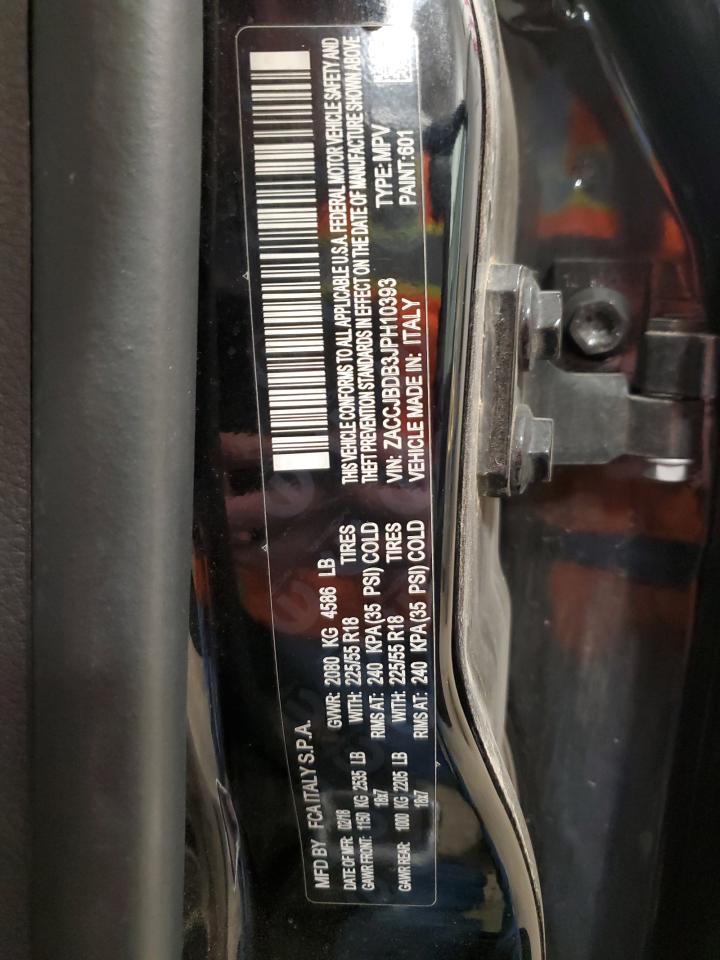 MFD BY FCA ITALY S.P.A.
DATE OF MFR: 02/18 GVWR: 2080 KG 4586 LB
GAWR FRONT: 1150 KG 2535 LB WITH: 225/55 R18 TIRES
18x7 RIMS AT: 240 KPA(35 PSI) COLD
GAWR REAR: 1000 KG 2205 LB WITH: 225/55 R18 TIRES
18x7 RIMS AT: 240 KPA(35 PSI) COLD
THIS VEHICLE CONFORMS TO ALL APPLICABLE U.S.A. FEDERAL MOTOR VEHICLE SAFETY AND
THEFT PREVENTION STANDARDS IN EFFECT ON THE DATE OF MANUFACTURE SHOWN ABOVE
VIN: ZACCJBDB3JPH10393 TYPE: MPV
VEHICLE MADE IN: ITALY PAINT:601